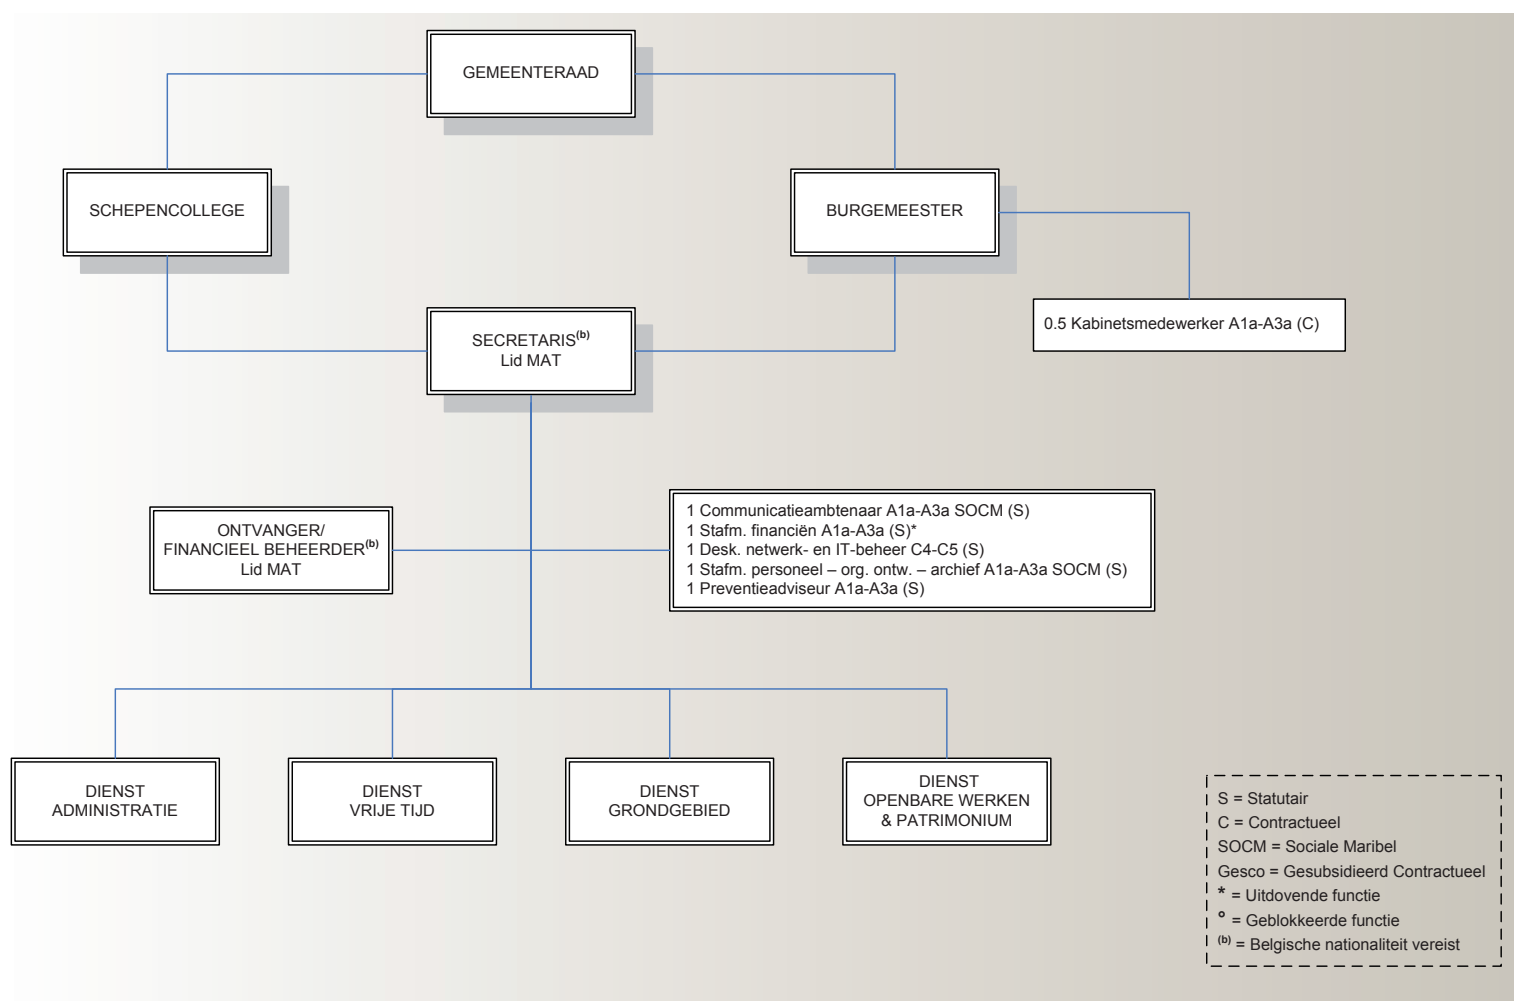 GEMEENTERAAD
SCHEPENCOLLEGE
BURGEMEESTER
0.5 Kabinetsmedewerker A1a-A3a (C)
SECRETARIS(b)
Lid MAT
ONTVANGER/
FINANCIEEL BEHEERDER(b)
Lid MAT
1 Communicatieambtenaar A1a-A3a SOCM (S)
1 Stafm. financiën A1a-A3a (S)*
1 Desk. netwerk- en IT-beheer C4-C5 (S)
1 Stafm. personeel – org. ontw. – archief A1a-A3a SOCM (S)
1 Preventieadviseur A1a-A3a (S)
DIENST
ADMINISTRATIE
DIENST
VRIJE TIJD
DIENST
GRONDGEBIED
DIENST
OPENBARE WERKEN
& PATRIMONIUM
S = Statutair
C = Contractueel
SOCM = Sociale Maribel
Gesco = Gesubsidieerd Contractueel
* = Uitdovende functie
° = Geblokkeerde functie
(b) = Belgische nationaliteit vereist